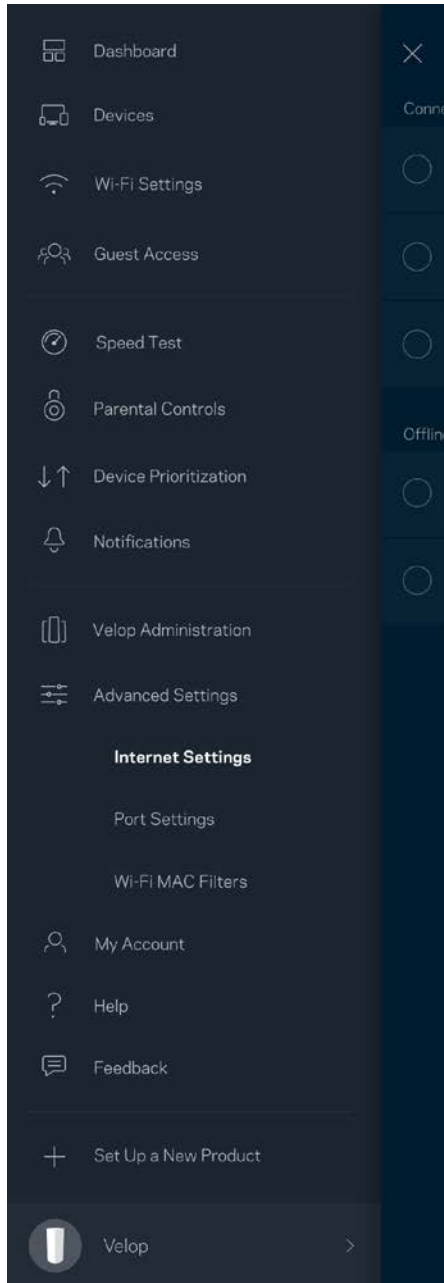 Dashboard
Devices
Wi-Fi Settings
Guest Access
Speed Test
Parental Controls
Device Prioritization
Notifications
Velop Administration
Advanced Settings
Internet Settings
Port Settings
Wi-Fi MAC Filters
My Account
Help
Feedback
Set Up a New Product
Velop